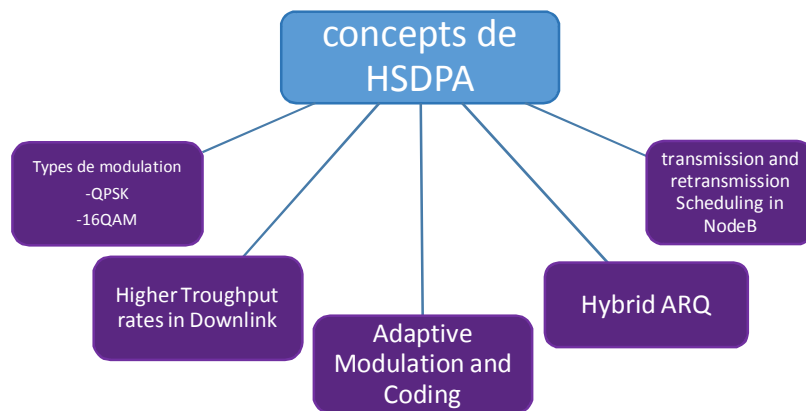 concepts de
HSDPA
Types de modulation
-QPSK
-16QAM
Higher Troughput
rates in Downlink
Adaptive
Modulation and
Coding
Hybrid ARQ
transmission and
retransmission
Scheduling in
NodeB